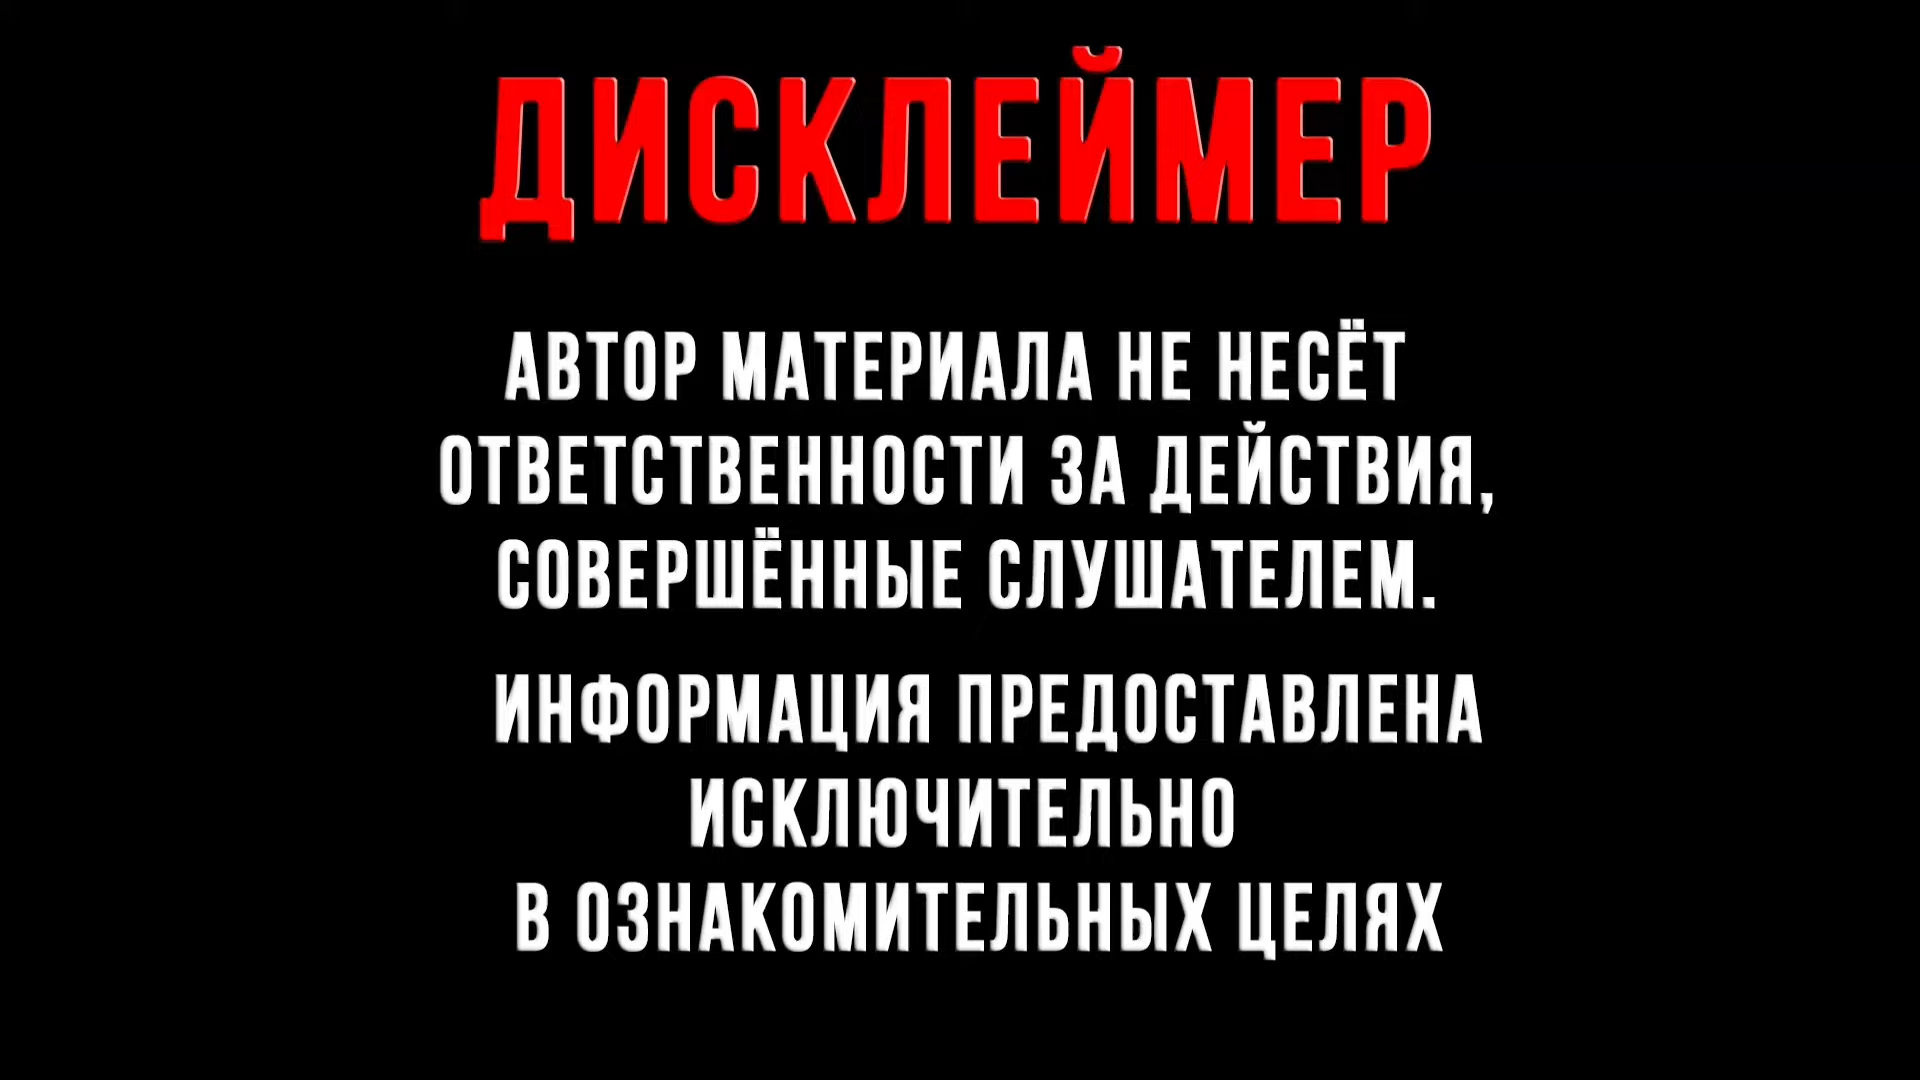 ДИСКЛЕЙМЕР
АВТОР МАТЕРИАЛА НЕ НЕСЁТ
ОТВЕТСТВЕННОСТИ ЗА ДЕЙСТВИЯ,
СОВЕРШЁННЫЕ СЛУШАТЕЛЕМ.
ИНФОРМАЦИЯ ПРЕДОСТАВЛЕНА
ИСКЛЮЧИТЕЛЬНО
В ОЗНАКОМИТЕЛЬНЫХ ЦЕЛЯХ